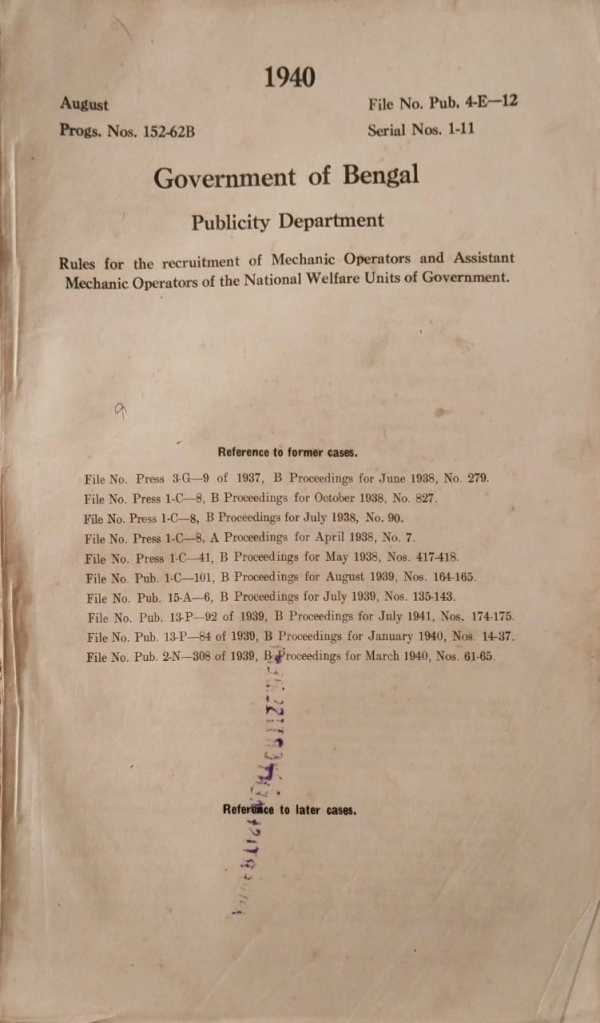 1940
August
File No. Pub. 4-E—12
Progs. Nos. 152-62B
Serial Nos. 1-11
Government of Bengal
Publicity Department
Rules for the recruitment of Mechanic Operators and Assistant
Mechanic Operators of the National Welfare Units of Government.
Reference to former cases.
File No. Press 3-G—9 of 1937, B Proceedings for June 1938, No. 279.
File No. Press 1-C—8, B Proceedings for October 1938, No. 827.
File No. Press 1-C—8, B Proceedings for July 1938, No. 90.
File No. Press 1-C—8, A Proceedings for April 1938, No. 7.
File No. Press 1-C—41, B Proceedings for May 1938, Nos. 417-418.
File No. Pub. 1-C—101, B Proceedings for August 1939, Nos. 164-165.
File No. Pub. 15-A—6, B Proceedings for July 1939, Nos. 135-143.
File No. Pub. 13-P—92 of 1939, B Proceedings for July 1941, Nos. 174-175.
File No. Pub. 13-P—84 of 1939, B Proceedings for January 1940, Nos. 14-37.
File No. Pub. 2-N—308 of 1939, B Proceedings for March 1940, Nos. 61-65.
Reference to later cases.